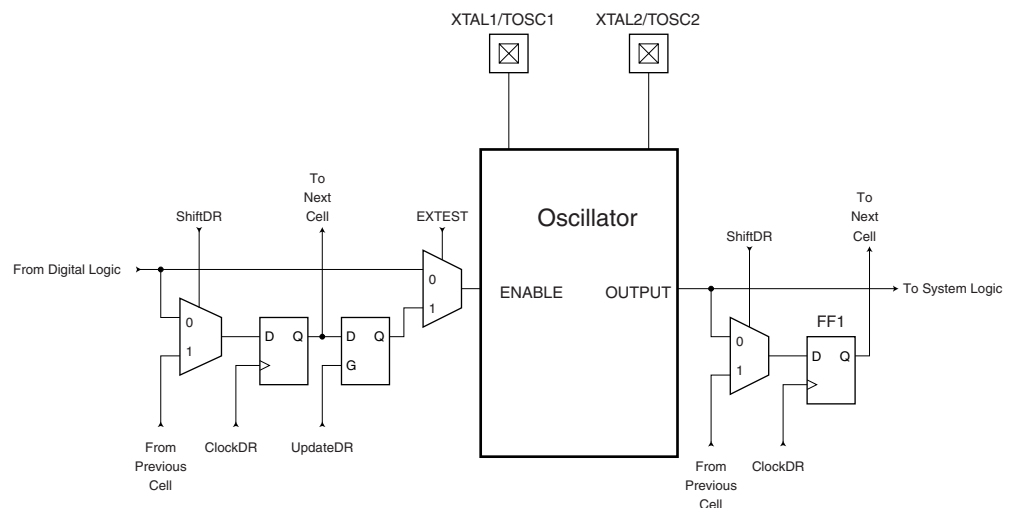 XTAL1/TOSC1
XTAL2/TOSC2
To
Next
Cell
ShiftDR
EXTEST
From Digital Logic
0
1
D Q
D Q
G
0
1
From
Previous
Cell
ClockDR
UpdateDR
Oscillator
ENABLE
OUTPUT
To
Next
Cell
ShiftDR
To System Logic
FF1
0
1
D Q
From
Previous
Cell
ClockDR